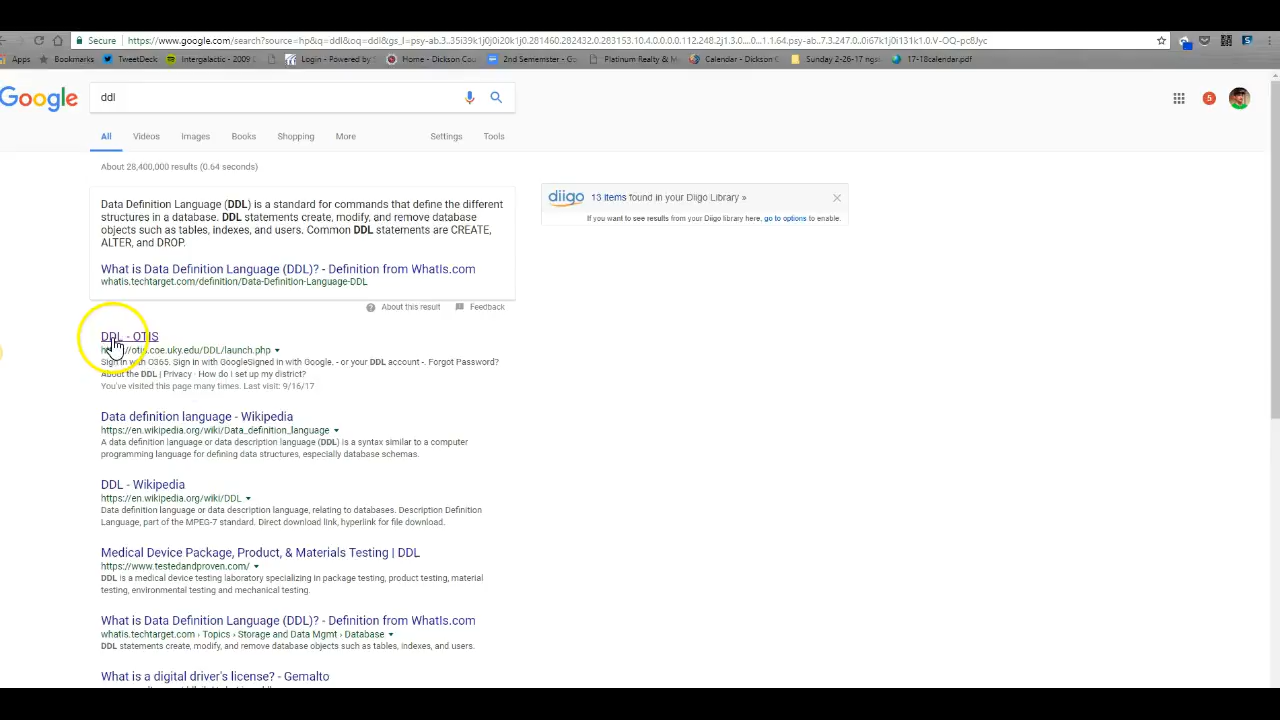 Secure https://www.google.com/search?source=hp&q=ddl&oq=ddl&gs_l=psy-ab.3..35i39k1j0j0i20k1j0l.281460.282432.0.283153.10.4.0.0.0.0.112.248.2j1.3.0....0...1.1.64.psy-ab..7.3.247.0..0i67k1j0i131k1.0.V-OQ-pc8Jyc
Apps Bookmarks TweetDeck Intergalactic - 2009 Login - Powered by Home - Dickson Cou 2nd Sememster - Goo Platinum Realty & M Calendar - Dickson C Sunday 2-26-17 ngs 17-18calendar.pdf
Google ddl 5
All Videos Images Books Shopping More Settings Tools
About 28,400,000 results (0.64 seconds)
Data Definition Language (DDL) is a standard for commands that define the different
structures in a database. DDL statements create, modify, and remove database
objects such as tables, indexes, and users. Common DDL statements are CREATE,
ALTER, and DROP.
What is Data Definition Language (DDL)? - Definition from WhatIs.com
whatis.techtarget.com/definition/Data-Definition-Language-DDL
About this result Feedback
diigo 13 items found in your Diigo Library »
If you want to see results from your Diigo library here, go to options to enable.
DDL - OTIS
otis.coe.uky.edu/DDL/launch.php
Sign in with O365. Sign in with GoogleSigned in with Google. - or your DDL account -. Forgot Password?
About the DDL | Privacy · How do I set up my district?
You've visited this page many times. Last visit: 9/16/17
Data definition language - Wikipedia
https://en.wikipedia.org/wiki/Data_definition_language
A data definition language or data description language (DDL) is a syntax similar to a computer
programming language for defining data structures, especially database schemas.
DDL - Wikipedia
https://en.wikipedia.org/wiki/DDL
Data definition language or data description language, relating to databases. Description Definition
Language, part of the MPEG-7 standard. Direct download link, hyperlink for file download.
Medical Device Package, Product, & Materials Testing | DDL
https://www.testedandproven.com/
DDL is a medical device testing laboratory specializing in package testing, product testing, material
testing, environmental testing and mechanical testing.
What is Data Definition Language (DDL)? - Definition from WhatIs.com
whatis.techtarget.com › Topics › Storage and Data Mgmt › Database
DDL statements create, modify, and remove database objects such as tables, indexes, and users.
What is a digital driver's license? - Gemalto